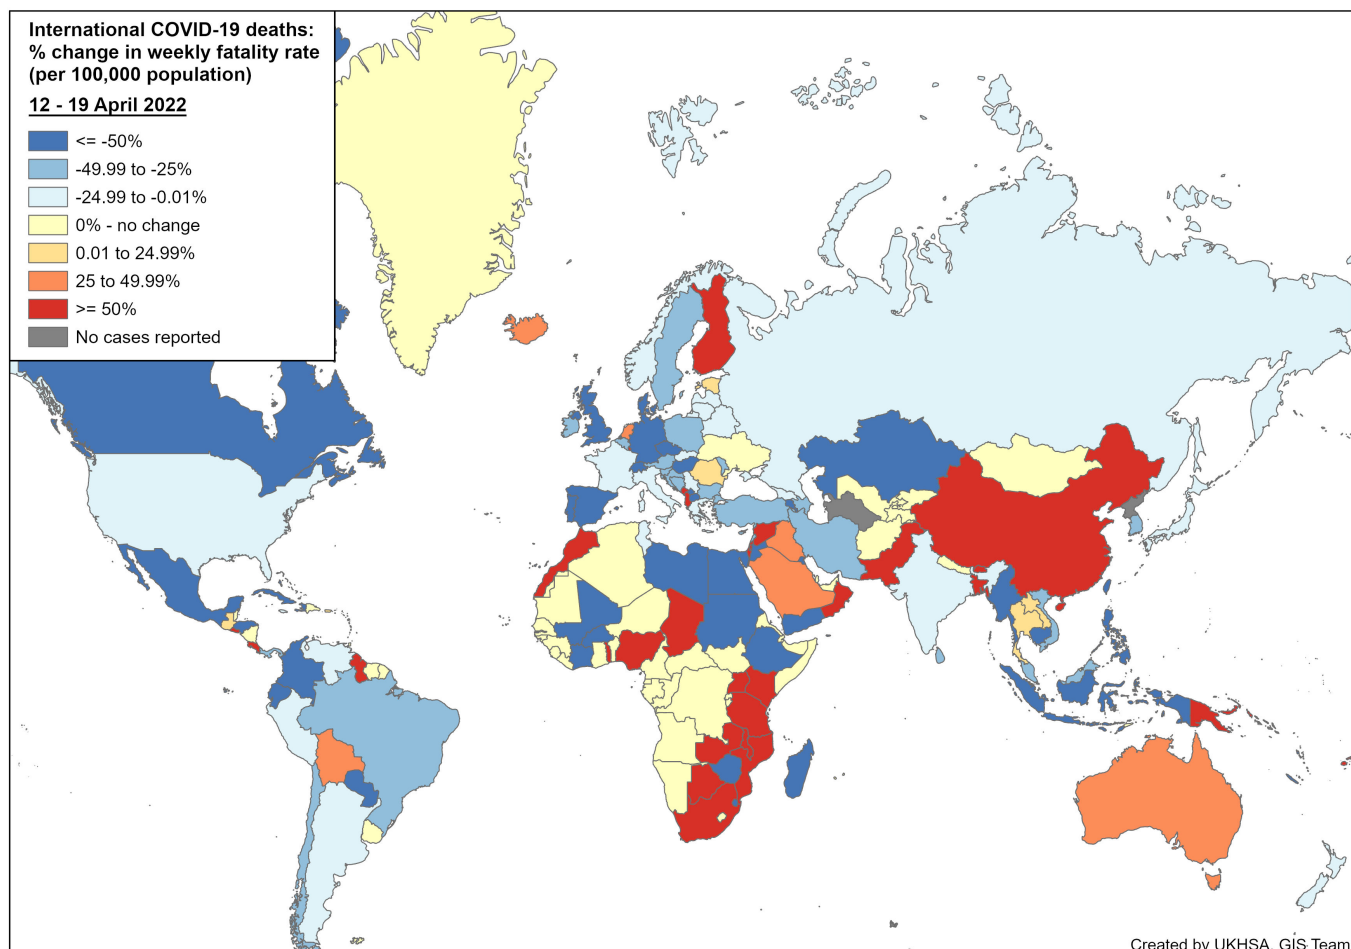 International COVID-19 deaths:
% change in weekly fatality rate
(per 100,000 population)
12 - 19 April 2022
<= -50%
-49.99 to -25%
-24.99 to -0.01%
0% - no change
0.01 to 24.99%
25 to 49.99%
>= 50%
No cases reported
Created by UKHSA GIS Team